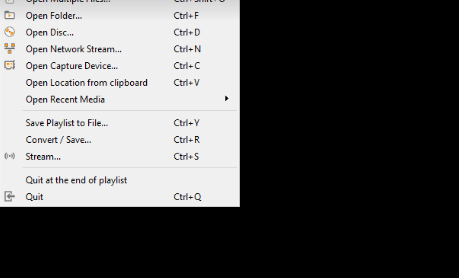 Open Multiple Files... Ctrl+Shift+O
Open Folder... Ctrl+F
Open Disc... Ctrl+D
Open Network Stream... Ctrl+N
Open Capture Device... Ctrl+C
Open Location from clipboard Ctrl+V
Open Recent Media
Save Playlist to File... Ctrl+Y
Convert / Save... Ctrl+R
Stream... Ctrl+S
Quit at the end of playlist
Quit Ctrl+Q